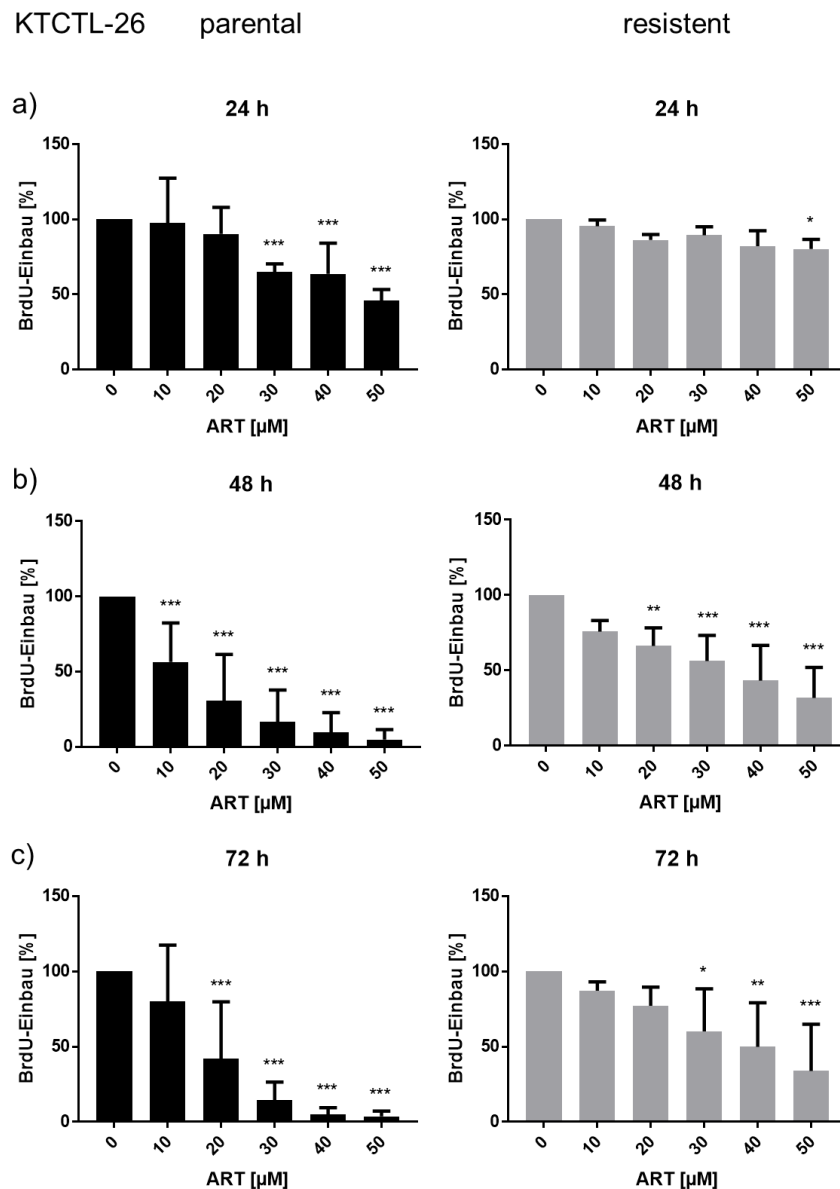 KTCTL-26 parental resistent
a)
24 h
BrdU-Einbau [%]
150
100
50
0
*** *** ***
0 10 20 30 40 50
ART [µM]
24 h
BrdU-Einbau [%]
150
100
50
0
*
0 10 20 30 40 50
ART [µM]
b)
48 h
BrdU-Einbau [%]
150
100
50
0
*** *** *** *** ***
0 10 20 30 40 50
ART [µM]
48 h
BrdU-Einbau [%]
150
100
50
0
** *** *** ***
0 10 20 30 40 50
ART [µM]
c)
72 h
BrdU-Einbau [%]
150
100
50
0
*** *** *** ***
0 10 20 30 40 50
ART [µM]
72 h
BrdU-Einbau [%]
150
100
50
0
* ** ***
0 10 20 30 40 50
ART [µM]